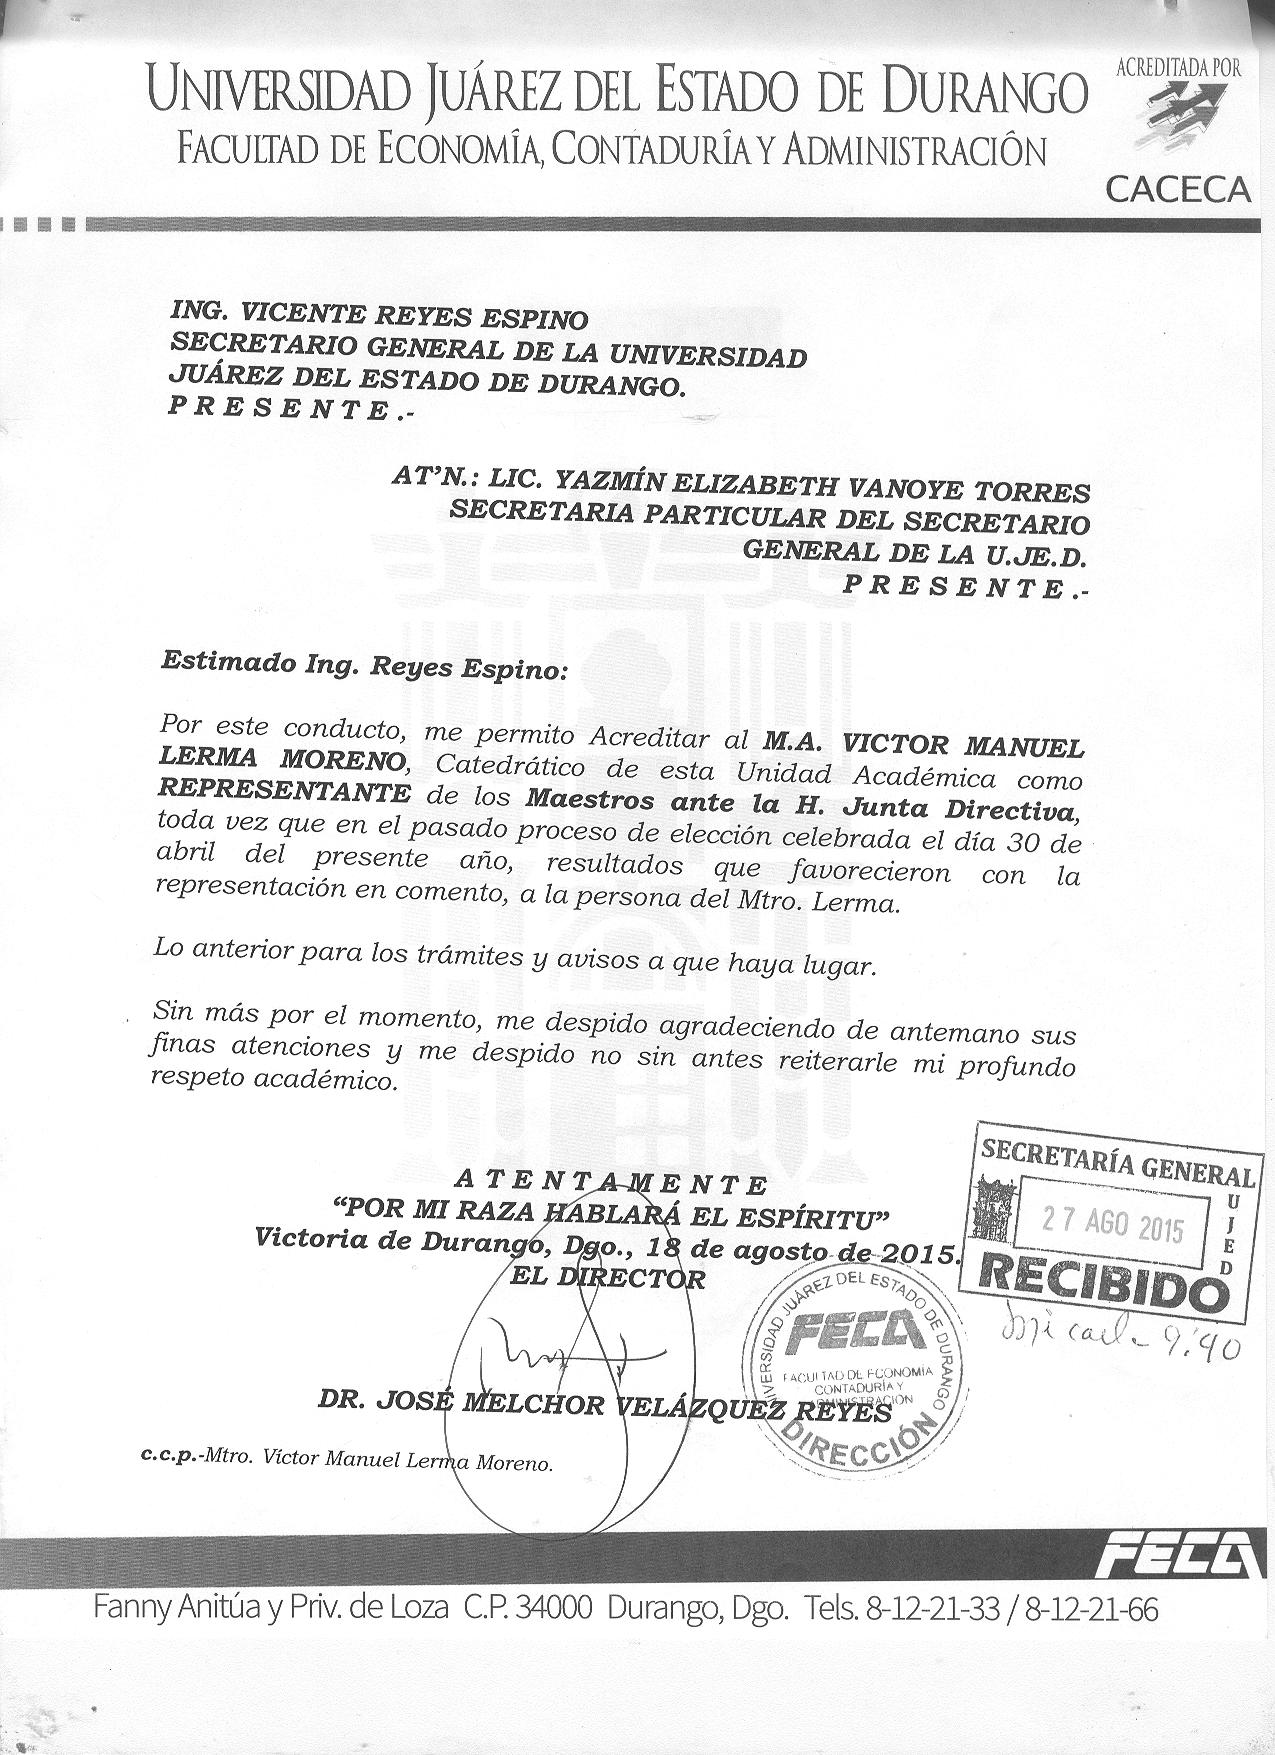 UNIVERSIDAD JUÁREZ DEL ESTADO DE DURANGO
FACULTAD DE ECONOMÍA, CONTADURÍA Y ADMINISTRACIÓN
ACREDITADA POR
CACECA
ING. VICENTE REYES ESPINO
SECRETARIO GENERAL DE LA UNIVERSIDAD
JUÁREZ DEL ESTADO DE DURANGO.
P R E S E N T E .-
AT'N.: LIC. YAZMÍN ELIZABETH VANOYE TORRES
SECRETARIA PARTICULAR DEL SECRETARIO
GENERAL DE LA U.JE.D.
P R E S E N T E .-
Estimado Ing. Reyes Espino:
Por este conducto, me permito Acreditar al M.A. VICTOR MANUEL
LERMA MORENO, Catedrático de esta Unidad Académica como
REPRESENTANTE de los Maestros ante la H. Junta Directiva,
toda vez que en el pasado proceso de elección celebrada el día 30 de
abril del presente año, resultados que favorecieron con la
representación en comento, a la persona del Mtro. Lerma.
Lo anterior para los trámites y avisos a que haya lugar.
Sin más por el momento, me despido agradeciendo de antemano sus
finas atenciones y me despido no sin antes reiterarle mi profundo
respeto académico.
A T E N T A M E N T E
"POR MI RAZA HABLARÁ EL ESPÍRITU"
Victoria de Durango, Dgo., 18 de agosto de 2015.
EL DIRECTOR
DR. JOSÉ MELCHOR VELÁZQUEZ REYES
SECRETARÍA GENERAL
27 AGO 2015
UJED
RECIBIDO
9:40
UNIVERSIDAD JUÁREZ DEL ESTADO DE DURANGO
FECA
FACULTAD DE ECONOMÍA
CONTADURÍA Y
ADMINISTRACIÓN
DIRECCIÓN
c.c.p.-Mtro. Víctor Manuel Lerma Moreno.
FECA
Fanny Anitúa y Priv. de Loza C.P. 34000 Durango, Dgo. Tels. 8-12-21-33 / 8-12-21-66